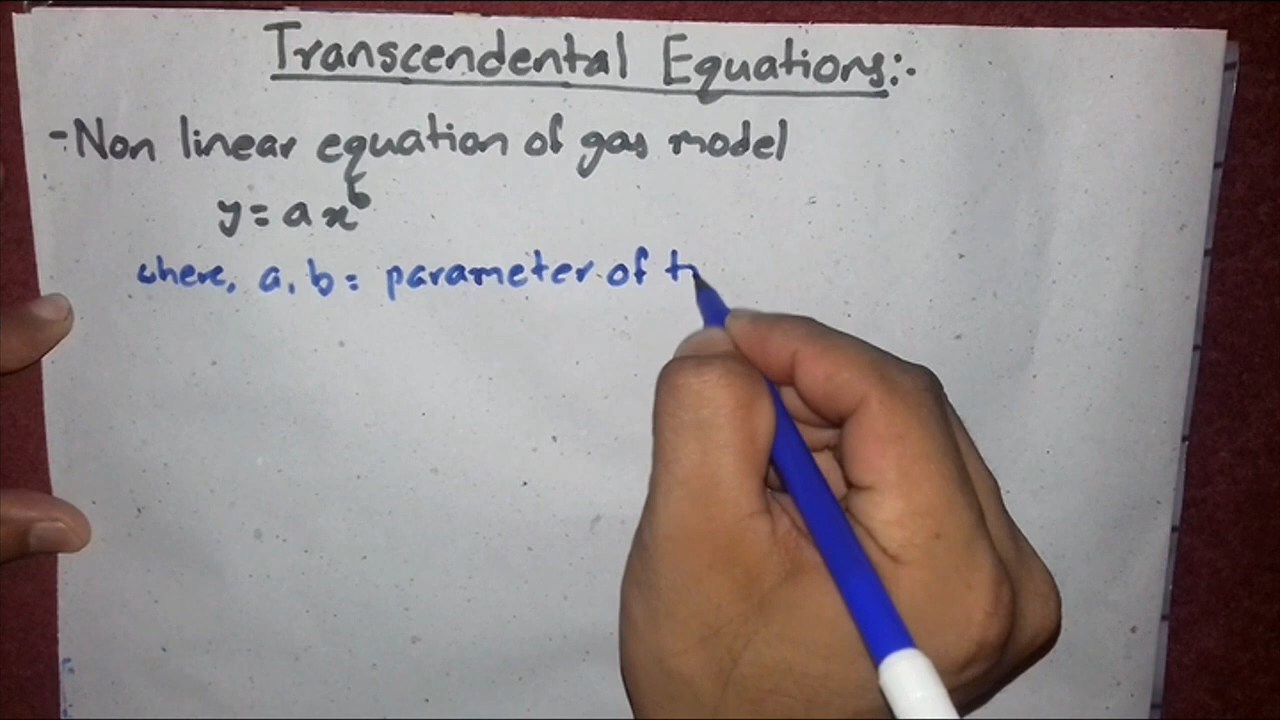 Transcendental Equations:-
-Non linear equation of gas model
y = a x^b
where, a, b = parameter of t